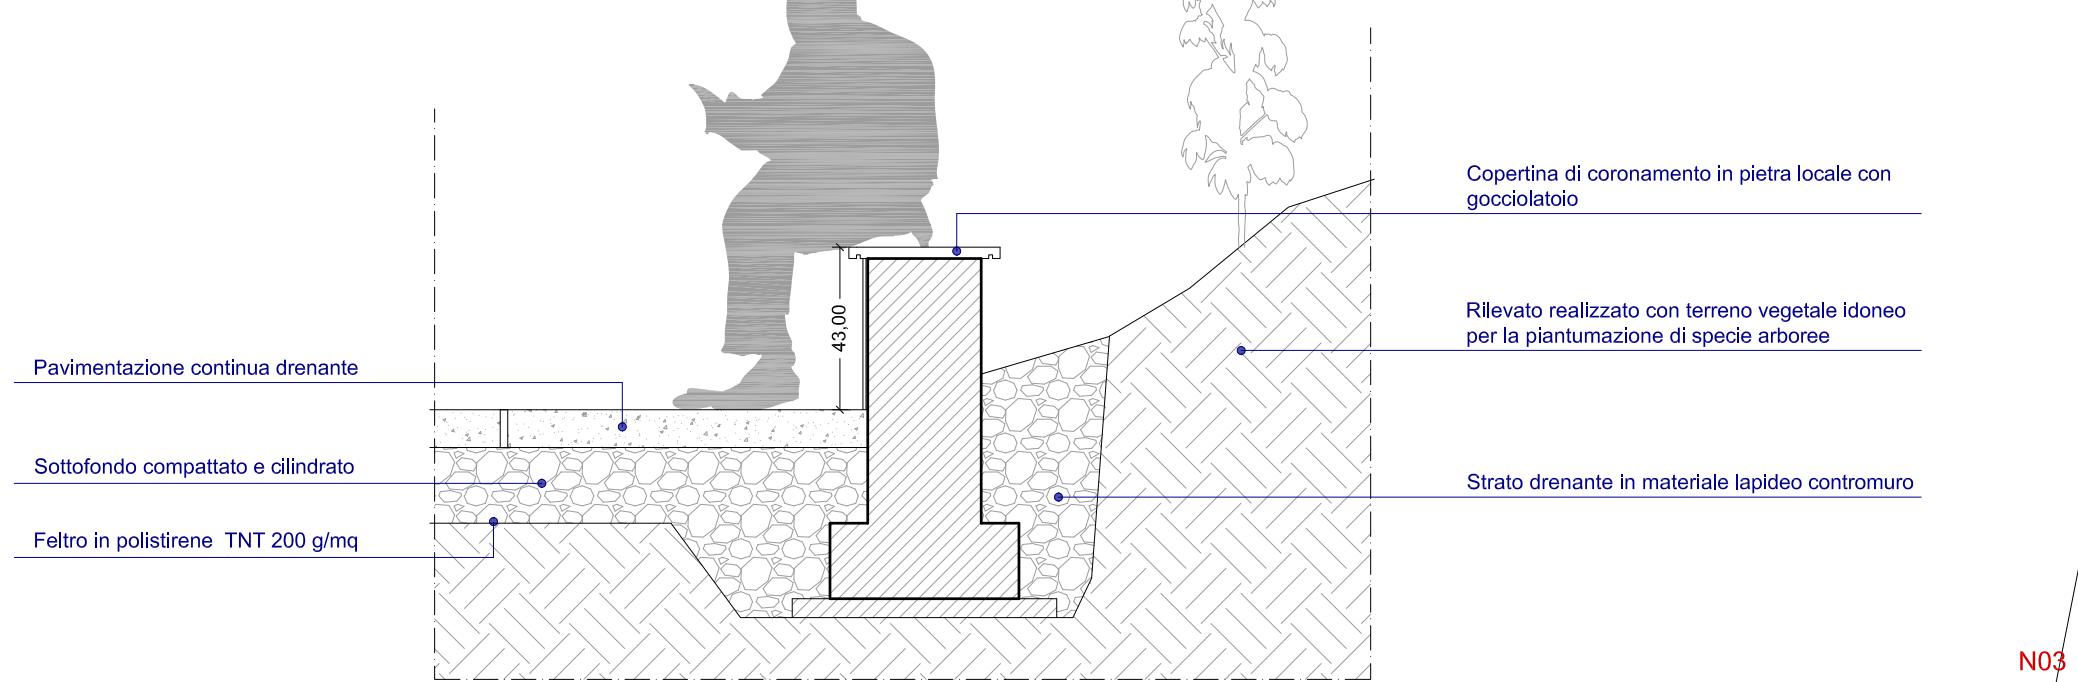 Copertina di coronamento in pietra locale con
gocciolatoio
Rilevato realizzato con terreno vegetale idoneo
per la piantumazione di specie arboree
43,00
Pavimentazione continua drenante
Sottofondo compattato e cilindrato
Strato drenante in materiale lapideo contromuro
Feltro in polistirene TNT 200 g/mq
N03